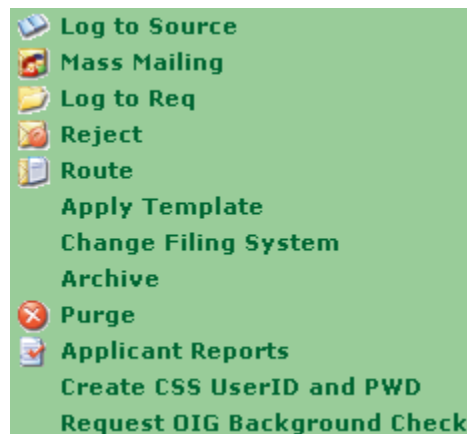 Log to Source
Mass Mailing
Log to Req
Reject
Route
Apply Template
Change Filing System
Archive
Purge
Applicant Reports
Create CSS UserID and PWD
Request OIG Background Check